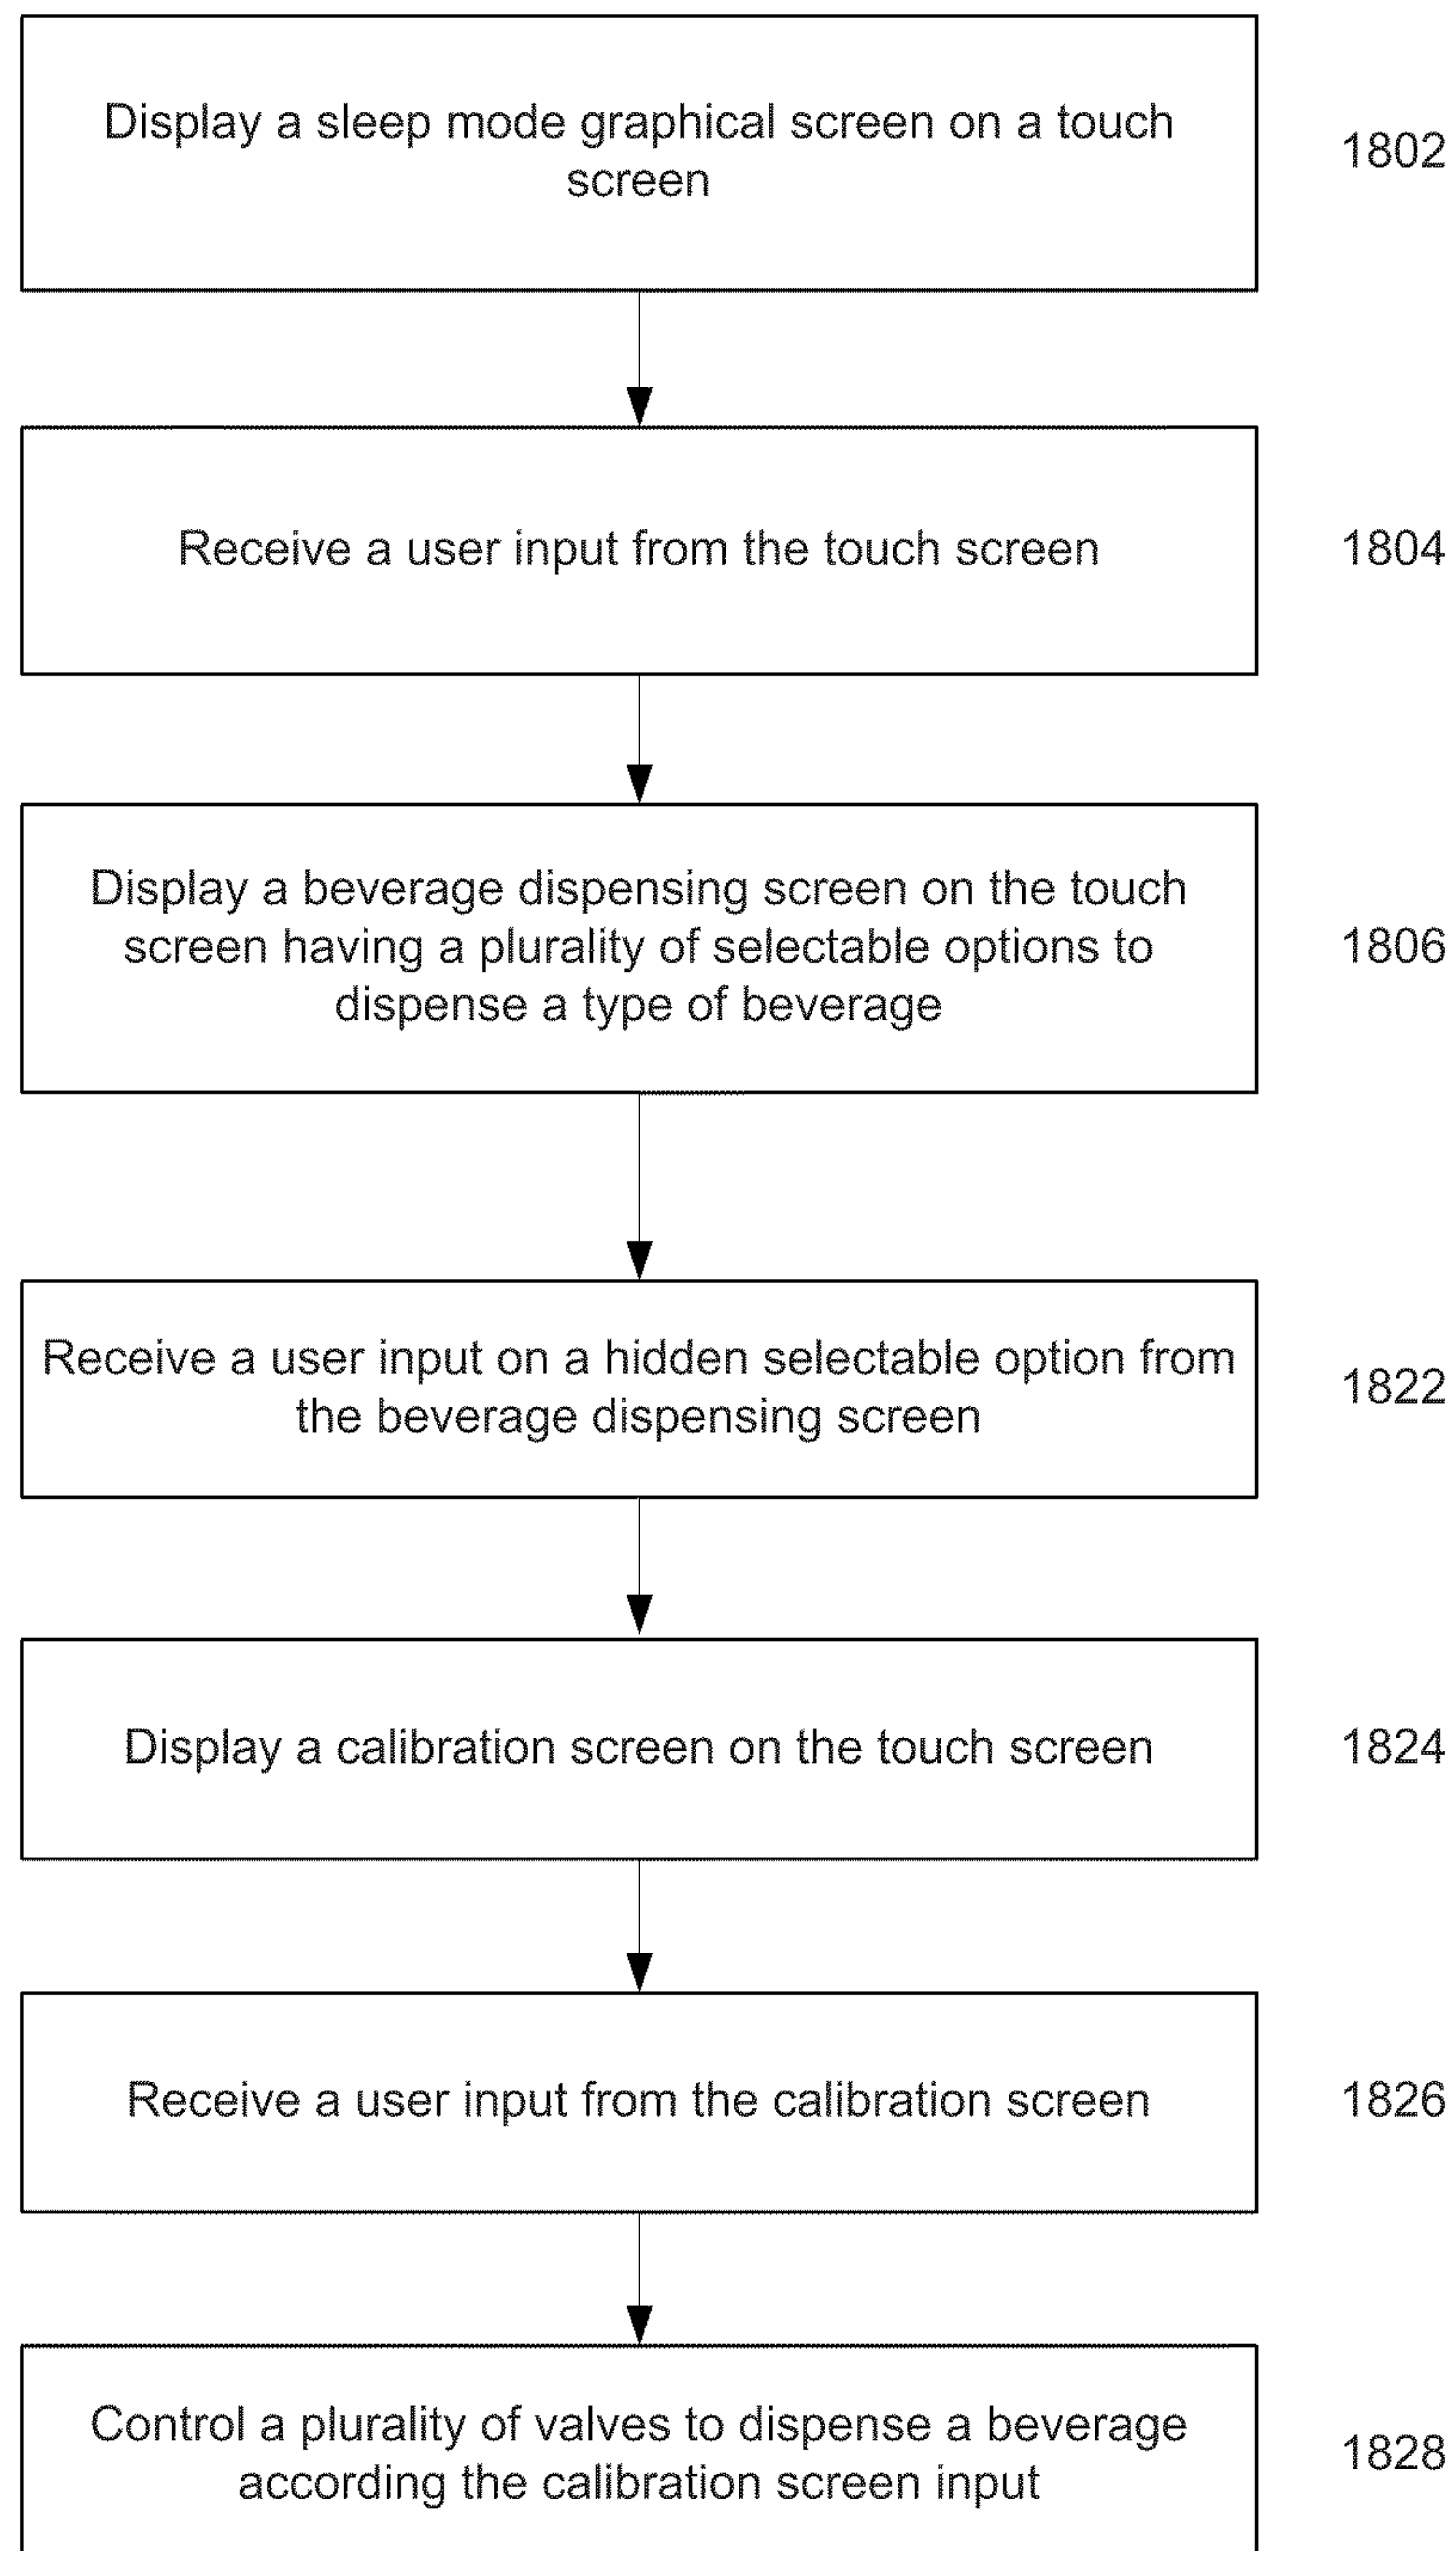 Display a sleep mode graphical screen on a touch
screen
1802
Receive a user input from the touch screen
1804
Display a beverage dispensing screen on the touch
screen having a plurality of selectable options to
dispense a type of beverage
1806
Receive a user input on a hidden selectable option from
the beverage dispensing screen
1822
Display a calibration screen on the touch screen
1824
Receive a user input from the calibration screen
1826
Control a plurality of valves to dispense a beverage
according the calibration screen input
1828